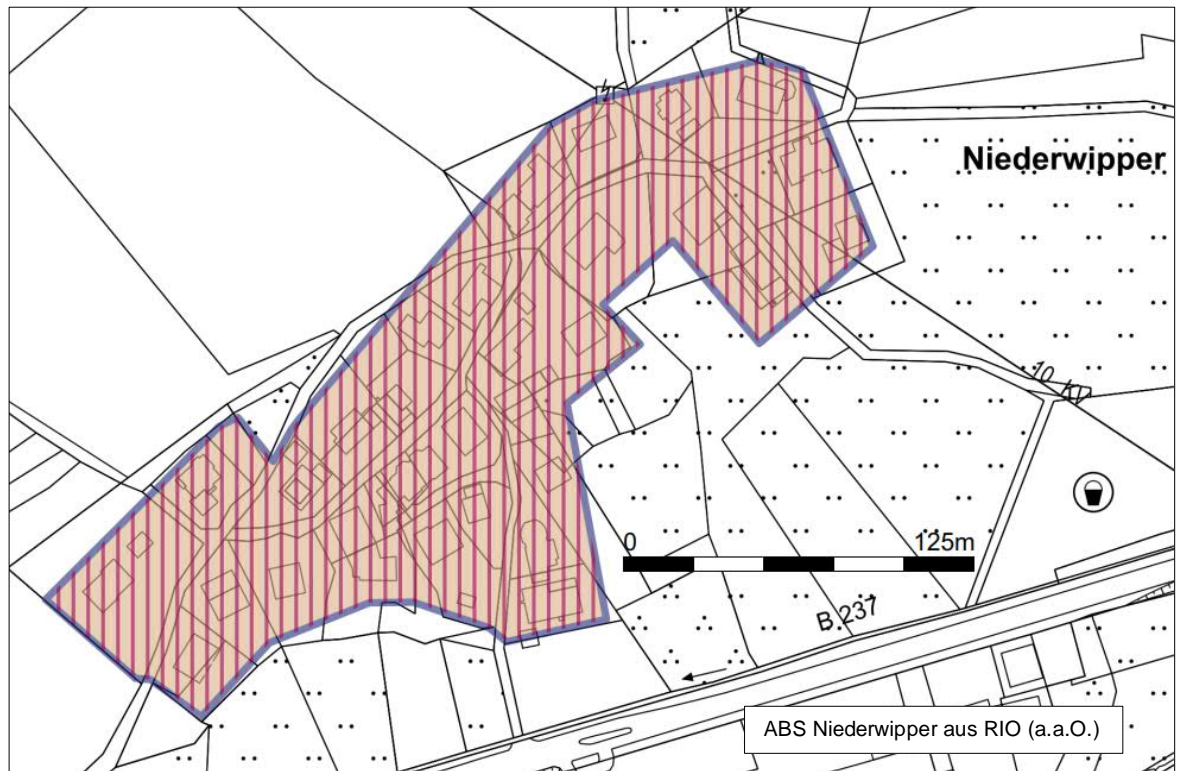 Niederwipper
10 kV
0 125m
B 237
ABS Niederwipper aus RIO (a.a.O.)